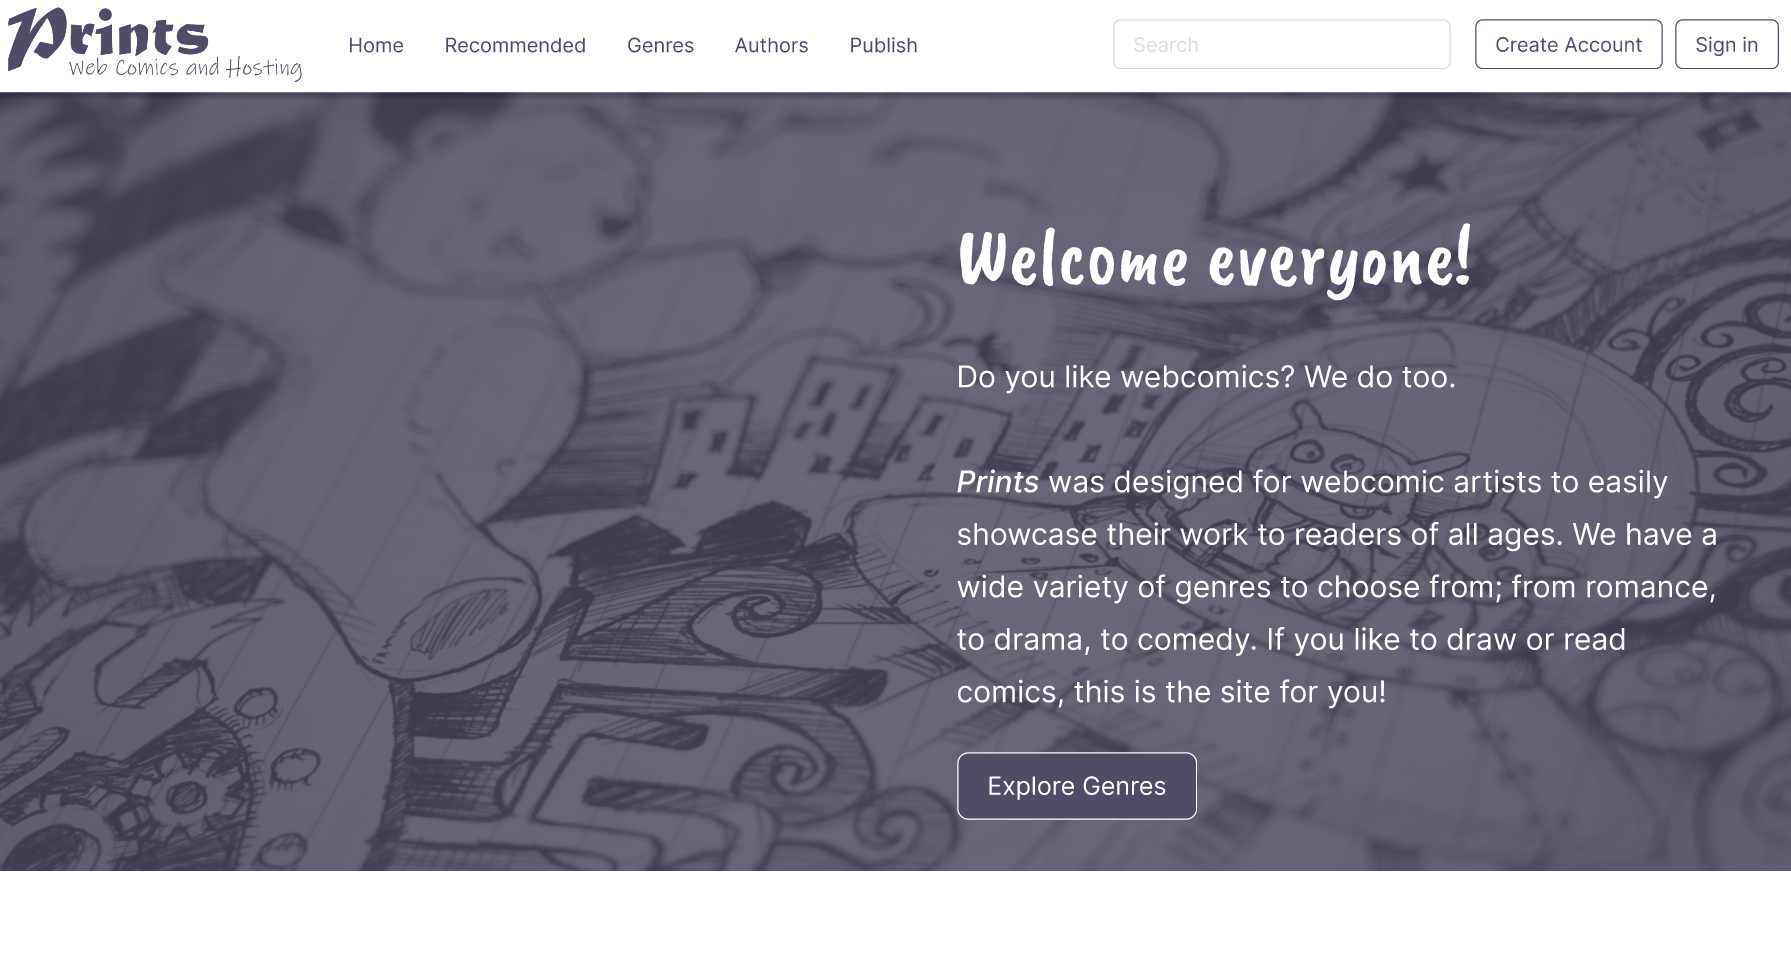 Prints
Web Comics and Hosting
Home Recommended Genres Authors Publish Search Create Account Sign in
Welcome everyone!
Do you like webcomics? We do too.
Prints was designed for webcomic artists to easily
showcase their work to readers of all ages. We have a
wide variety of genres to choose from; from romance,
to drama, to comedy. If you like to draw or read
comics, this is the site for you!
Explore Genres